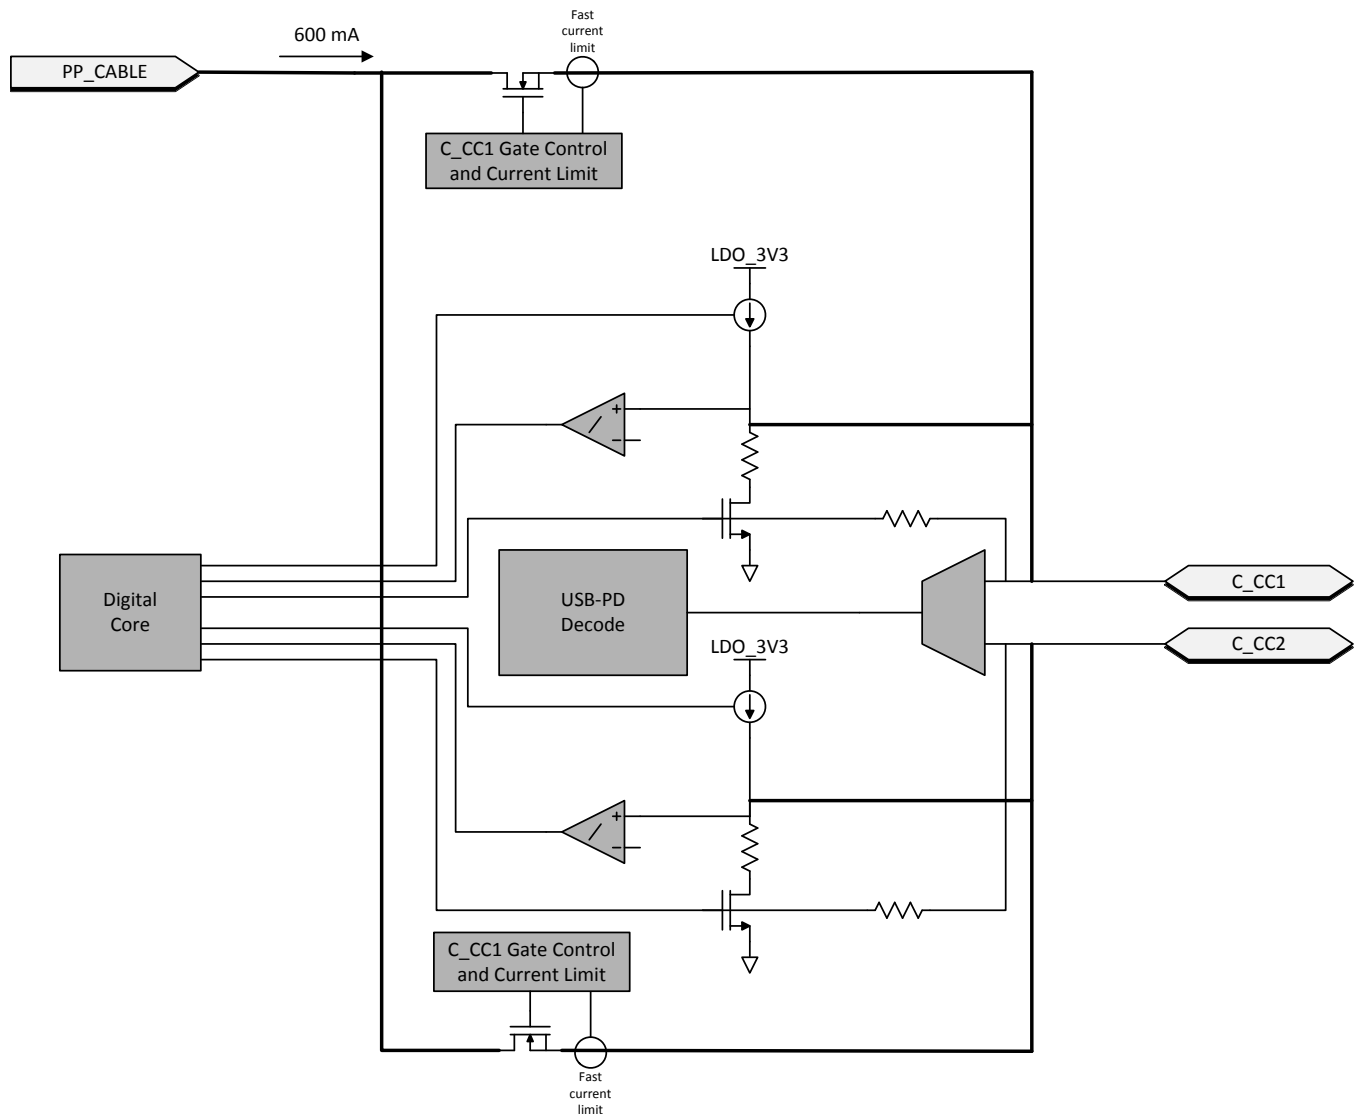 600 mA
Fast
current
limit
PP_CABLE
C_CC1 Gate Control
and Current Limit
LDO_3V3
+
−
Digital
Core
USB-PD
Decode
C_CC1
C_CC2
LDO_3V3
+
−
C_CC1 Gate Control
and Current Limit
Fast
current
limit